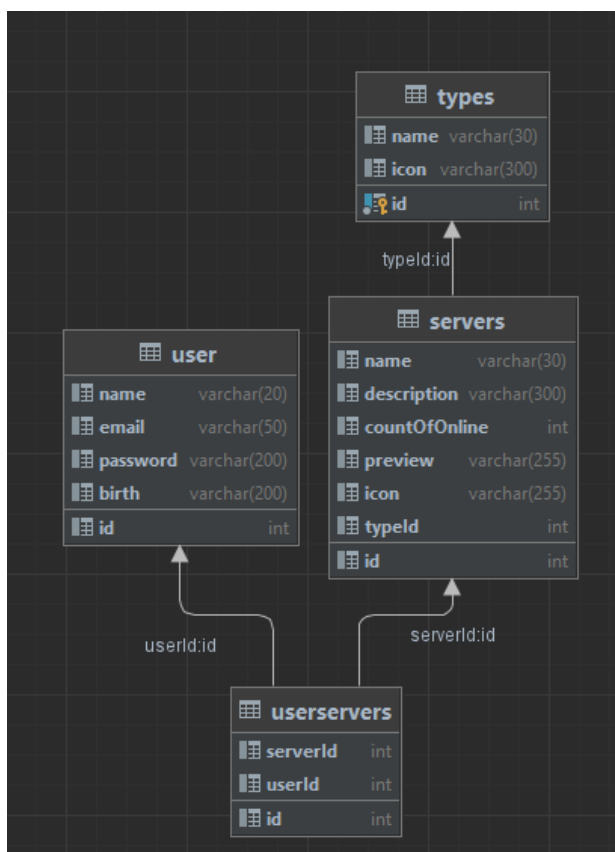 types
name varchar(30)
icon varchar(300)
id int
typeId:id
servers
name varchar(30)
description varchar(300)
countOfOnline int
preview varchar(255)
icon varchar(255)
typeId int
id int
user
name varchar(20)
email varchar(50)
password varchar(200)
birth varchar(200)
id int
userId:id
serverId:id
userservers
serverId int
userId int
id int